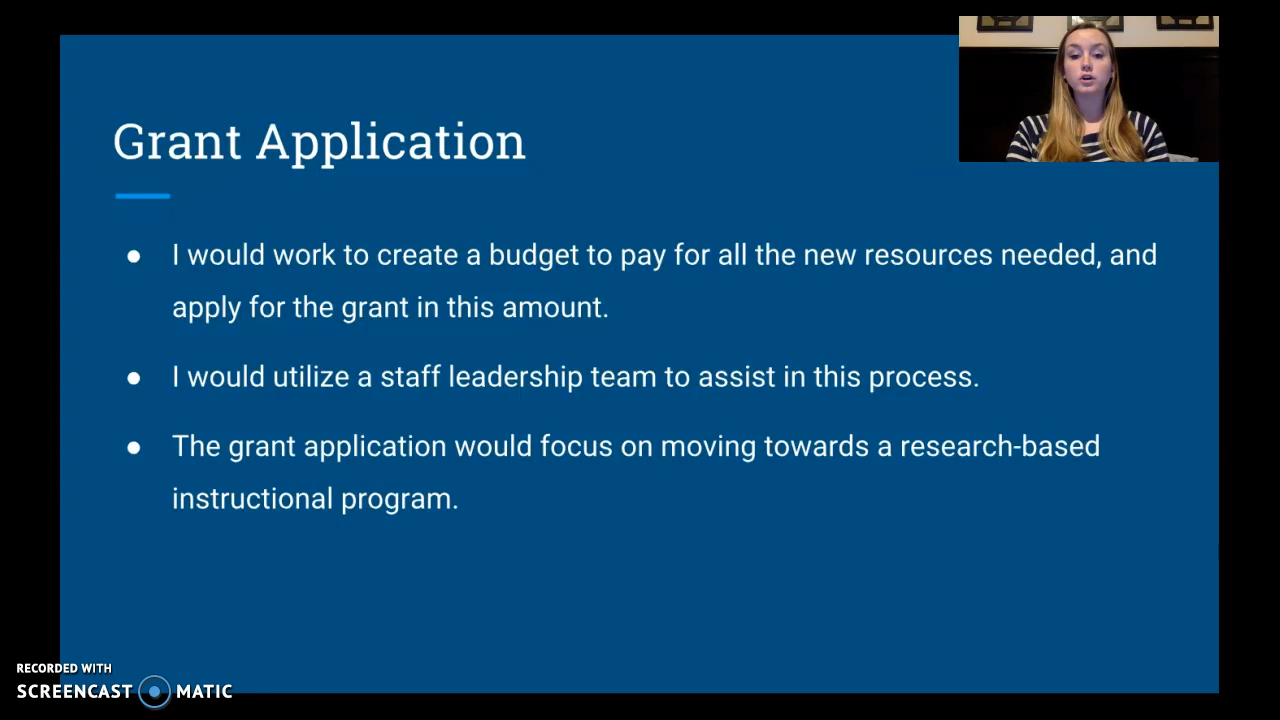 Grant Application
● I would work to create a budget to pay for all the new resources needed, and
apply for the grant in this amount.
● I would utilize a staff leadership team to assist in this process.
● The grant application would focus on moving towards a research-based
instructional program.
RECORDED WITH
SCREENCAST MATIC